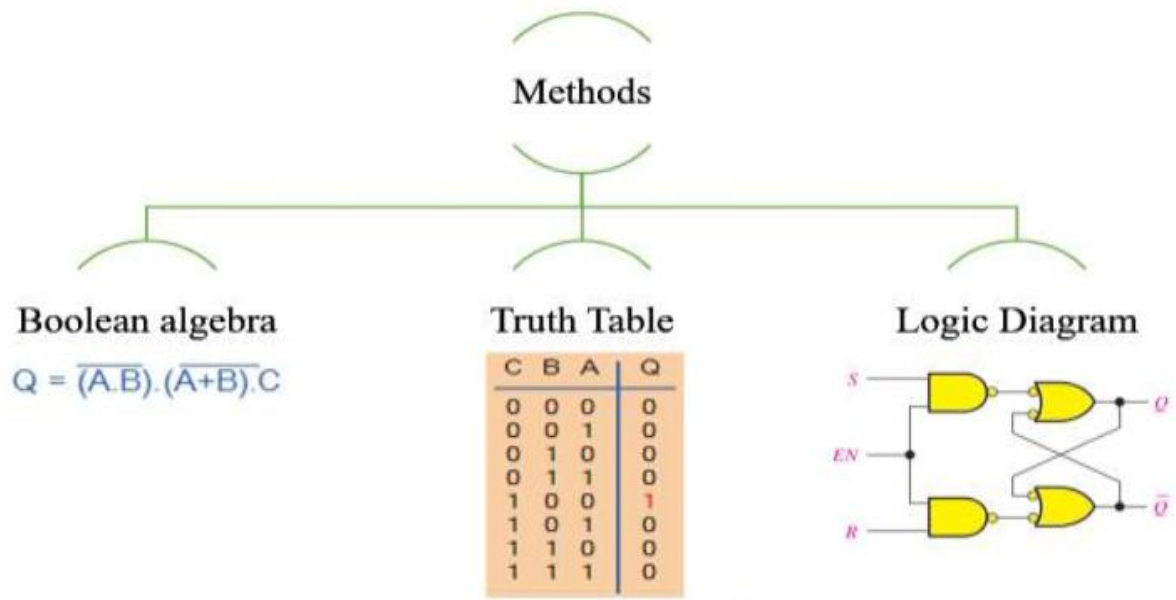 Methods
Boolean algebra
Q = (A.B).(A+B).C
Truth Table
C B A Q
0 0 0 0
0 0 1 0
0 1 0 0
0 1 1 0
1 0 0 1
1 0 1 0
1 1 0 0
1 1 1 0
Logic Diagram
S
Q
EN
Q̅
R